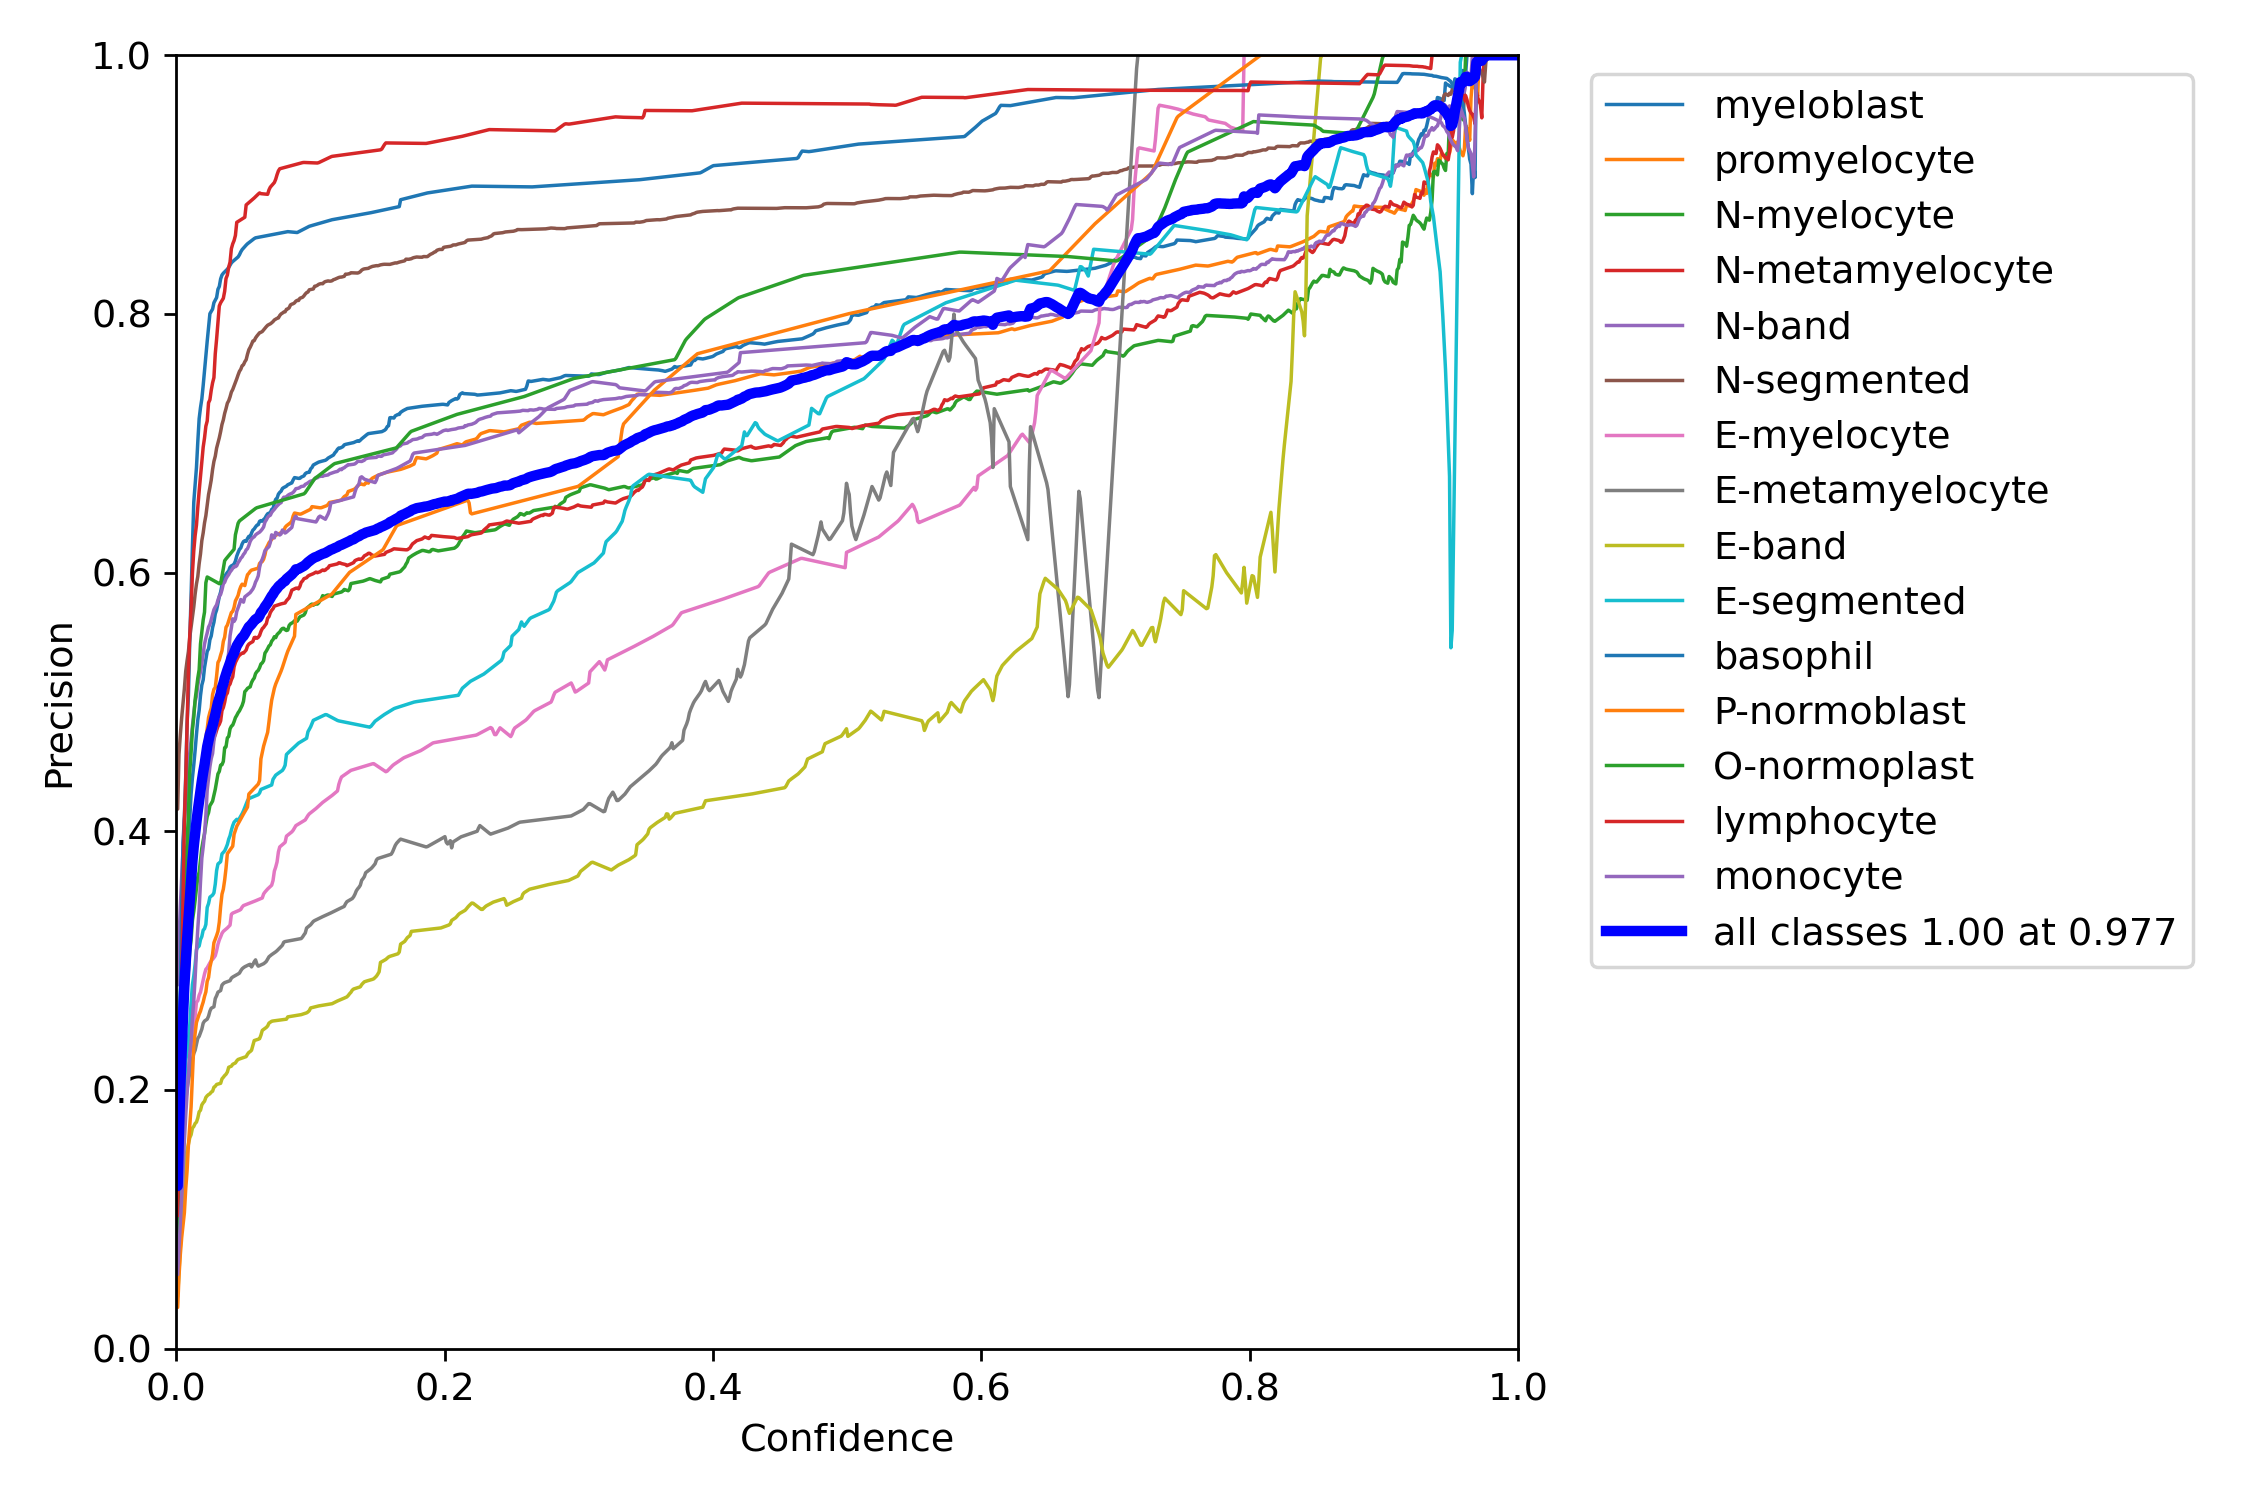 1.0
0.8
0.6
0.4
0.2
0.0
Precision
0.0 0.2 0.4 0.6 0.8 1.0
Confidence
myeloblast
promyelocyte
N-myelocyte
N-metamyelocyte
N-band
N-segmented
E-myelocyte
E-metamyelocyte
E-band
E-segmented
basophil
P-normoblast
O-normoplast
lymphocyte
monocyte
all classes 1.00 at 0.977